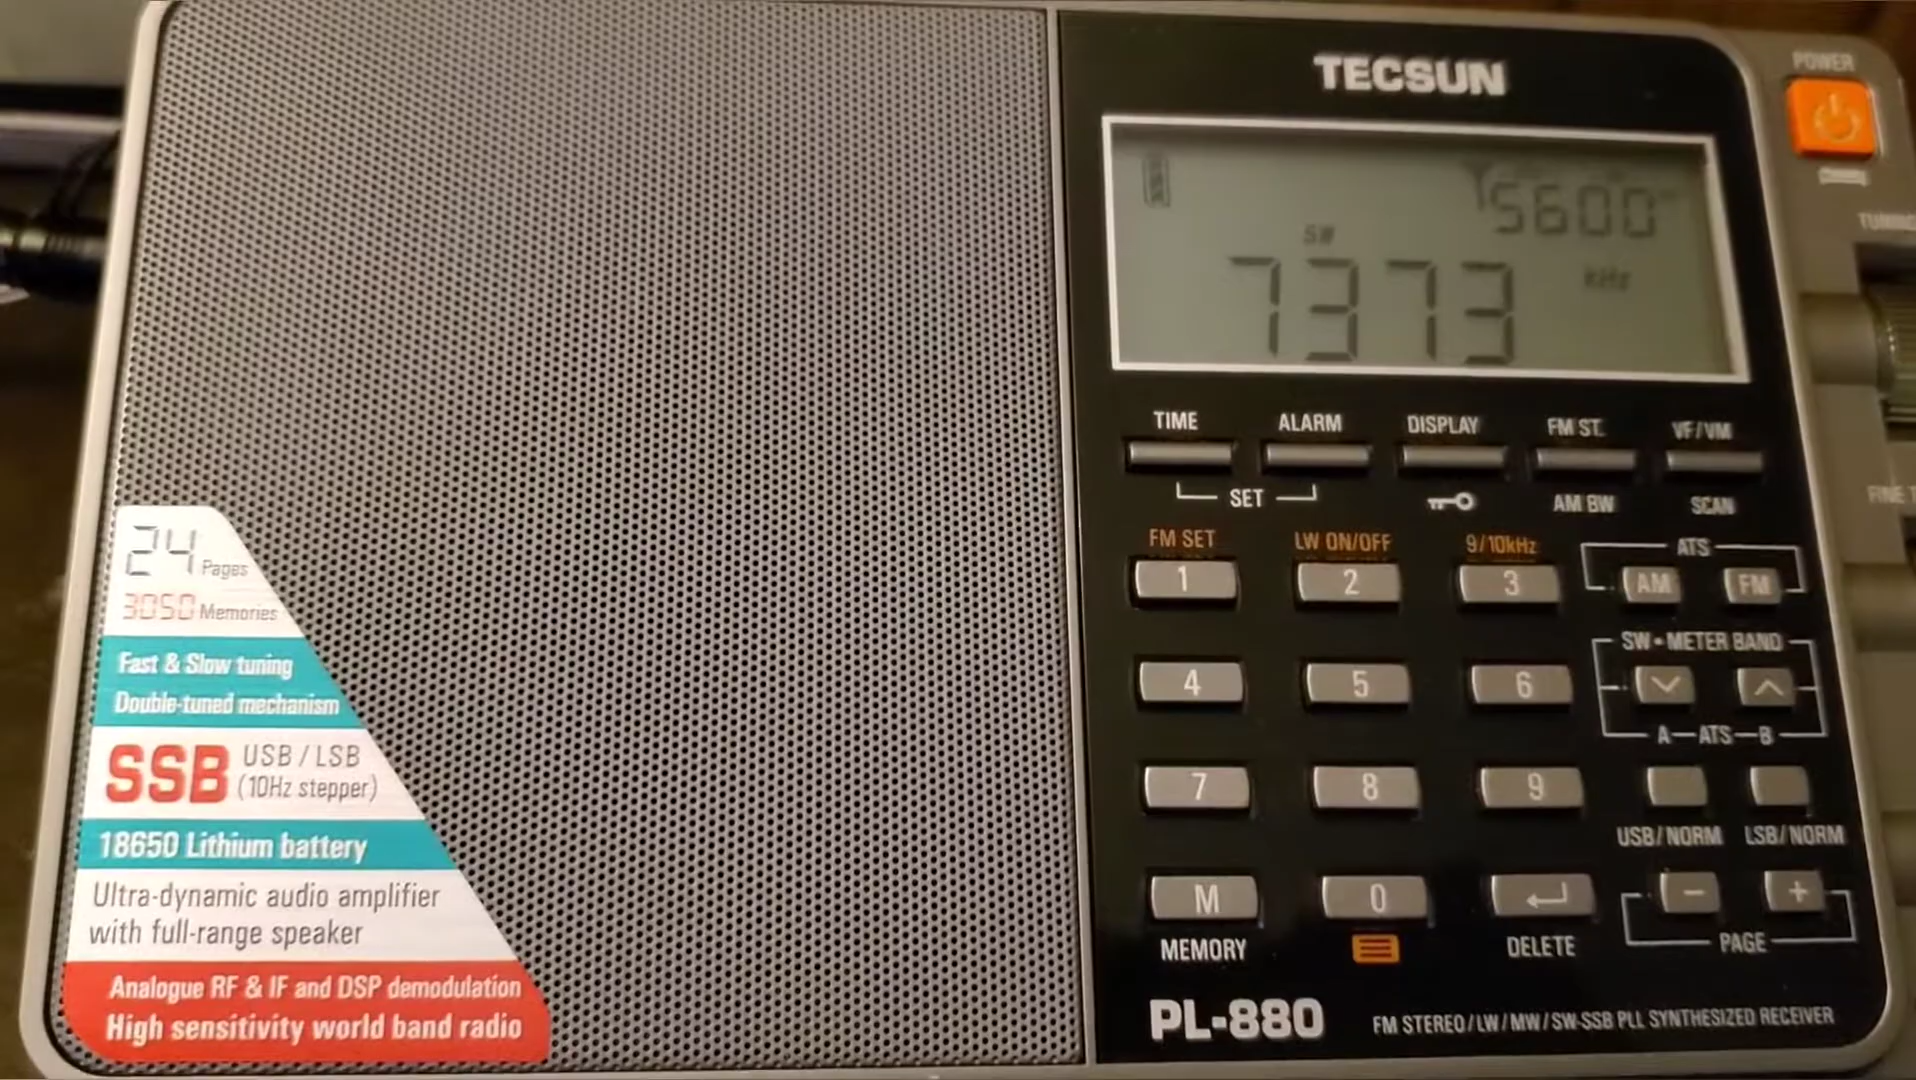 TECSUN
POWER
5600
SW
7373
kHz
TIME
ALARM
DISPLAY
FM ST.
VF/VM
SET
AM BW
SCAN
FM SET
LW ON/OFF
9/10kHz
ATS
1
2
3
AM
FM
SW-METER BAND
4
5
6
A-ATS-B
7
8
9
USB/NORM
LSB/NORM
M
0
-
+
MEMORY
DELETE
PAGE
PL-880
FM STEREO/LW/MW/SW-SSB PLL SYNTHESIZED RECEIVER
24 Pages
3050 Memories
Fast & Slow tuning
Double-tuned mechanism
SSB USB/LSB
(10Hz stepper)
18650 Lithium battery
Ultra-dynamic audio amplifier
with full-range speaker
Analogue RF & IF and DSP demodulation
High sensitivity world band radio